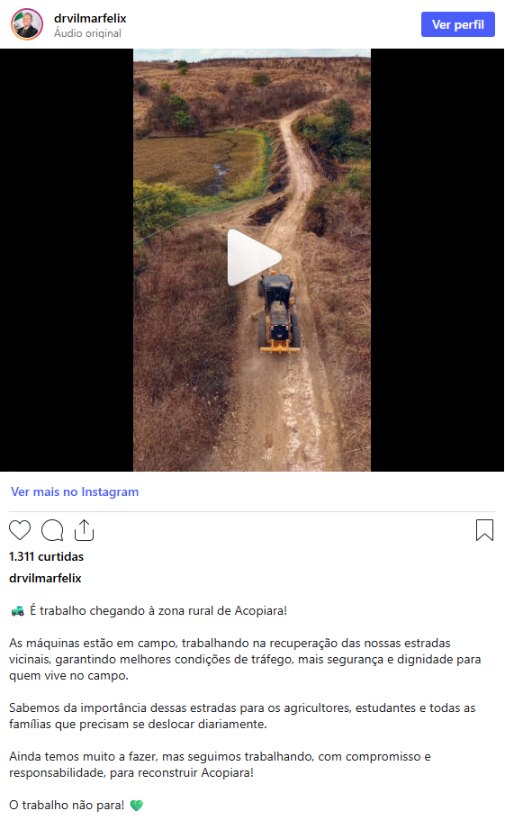 drvilmarfelix
Áudio original
Ver perfil
Ver mais no Instagram
1.311 curtidas
drvilmarfelix
🚜 É trabalho chegando à zona rural de Acopiara!
As máquinas estão em campo, trabalhando na recuperação das nossas estradas
vicinais, garantindo melhores condições de tráfego, mais segurança e dignidade para
quem vive no campo.
Sabemos da importância dessas estradas para os agricultores, estudantes e todas as
famílias que precisam se deslocar diariamente.
Ainda temos muito a fazer, mas seguimos trabalhando, com compromisso e
responsabilidade, para reconstruir Acopiara!
O trabalho não para! 💚